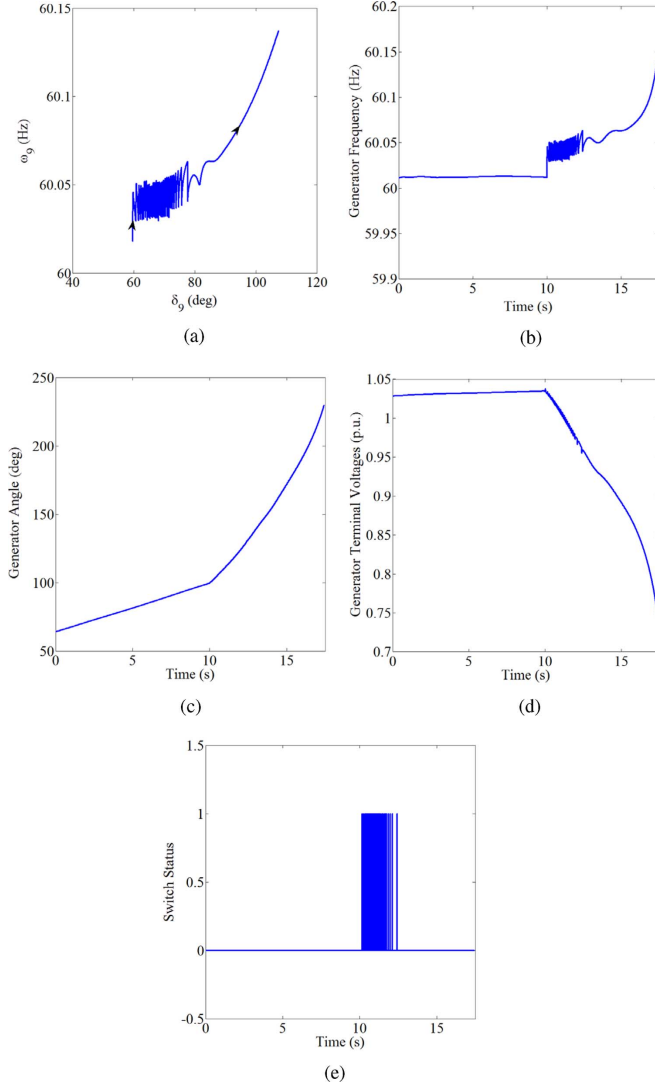 60.15
60.1
60.05
60
ω9 (Hz)
40 60 80 100 120
δ9 (deg)
(a)
60.2
60.15
60.1
60.05
60
59.95
59.9
Generator Frequency (Hz)
0 5 10 15
Time (s)
(b)
250
200
150
100
50
Generator Angle (deg)
0 5 10 15
Time (s)
(c)
1.05
1
0.95
0.9
0.85
0.8
0.75
0.7
Generator Terminal Voltages (p.u.)
0 5 10 15
Time (s)
(d)
1.5
1
0.5
0
-0.5
Switch Status
0 5 10 15
Time (s)
(e)